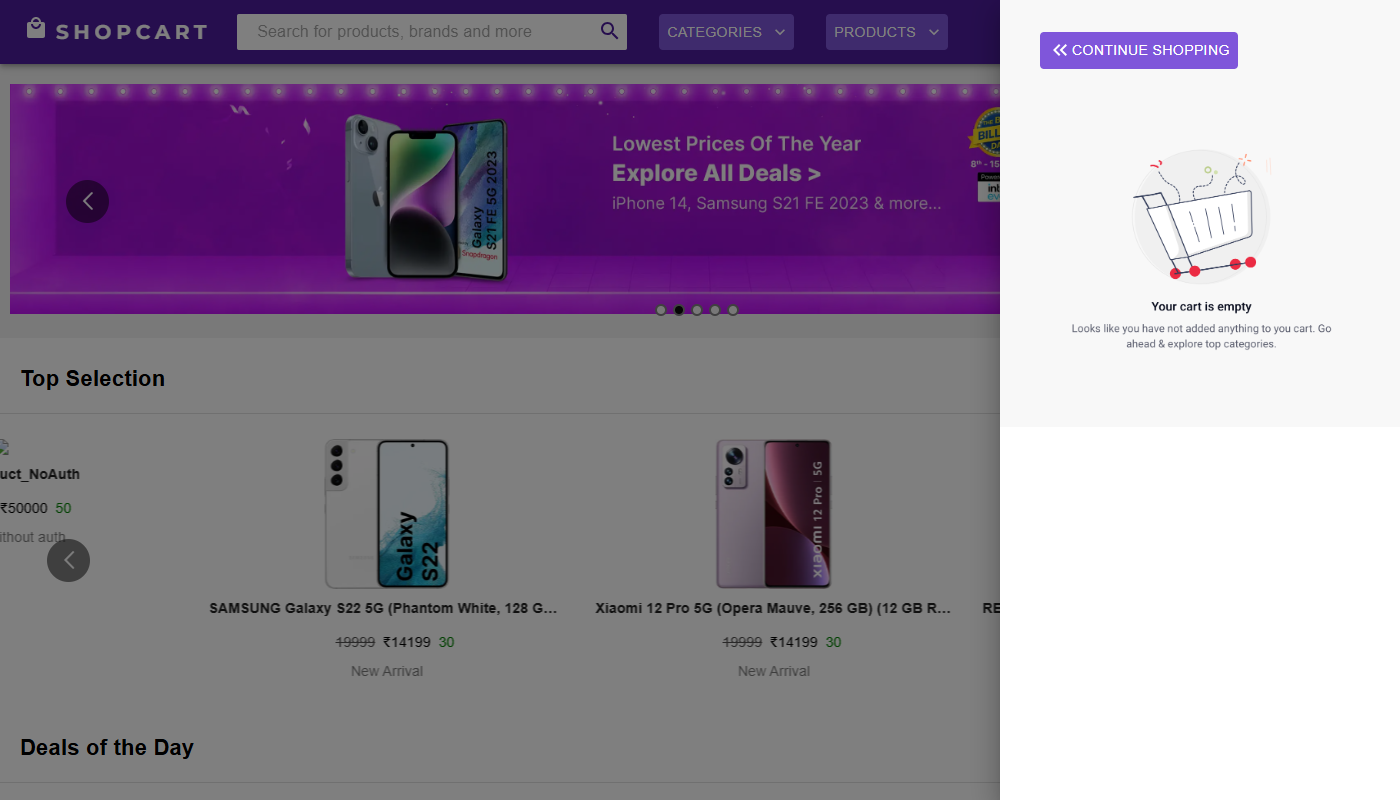 SHOPCART
Search for products, brands and more
CATEGORIES
PRODUCTS
CONTINUE SHOPPING
Lowest Prices Of The Year
Explore All Deals >
iPhone 14, Samsung S21 FE 2023 & more...
Galaxy
S21 FE 5G 2023
Snapdragon
Your cart is empty
Looks like you have not added anything to you cart. Go
ahead & explore top categories.
Top Selection
uct_NoAuth
₹50000 50
ithout auth
Galaxy
S22
SAMSUNG Galaxy S22 5G (Phantom White, 128 G...
19999 ₹14199 30
New Arrival
Xiaomi 12 Pro | 5G
Xiaomi 12 Pro 5G (Opera Mauve, 256 GB) (12 GB R...
19999 ₹14199 30
New Arrival
RE
Deals of the Day